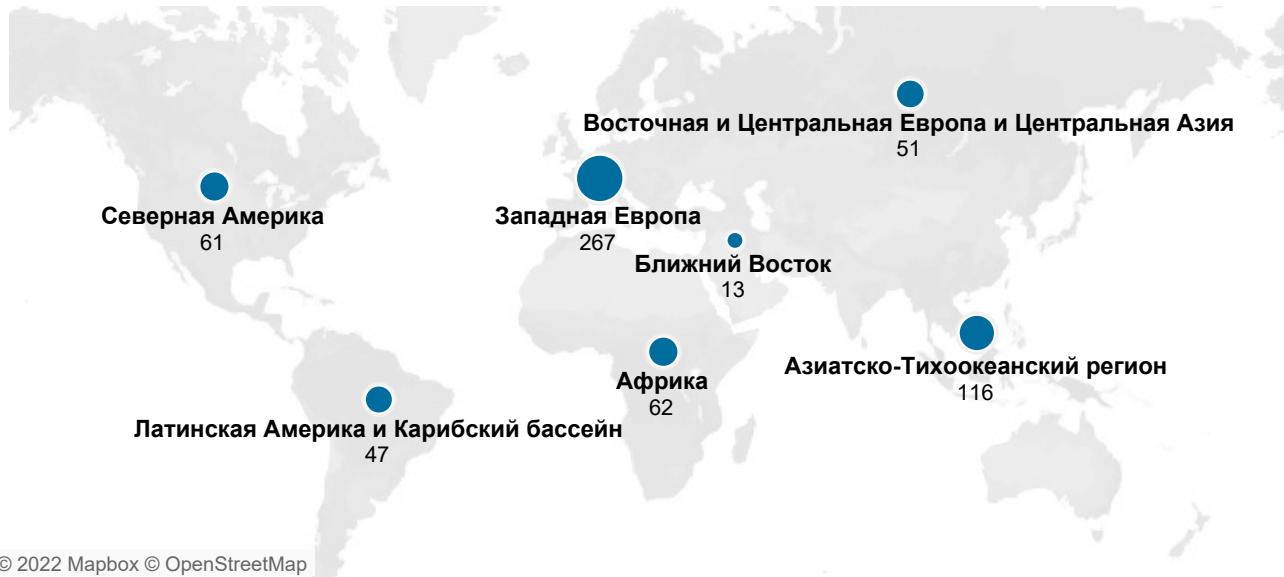 Восточная и Центральная Европа и Центральная Азия
51
Северная Америка
61
Западная Европа
267
Ближний Восток
13
Азиатско-Тихоокеанский регион
116
Африка
62
Латинская Америка и Карибский бассейн
47
© 2022 Mapbox © OpenStreetMap